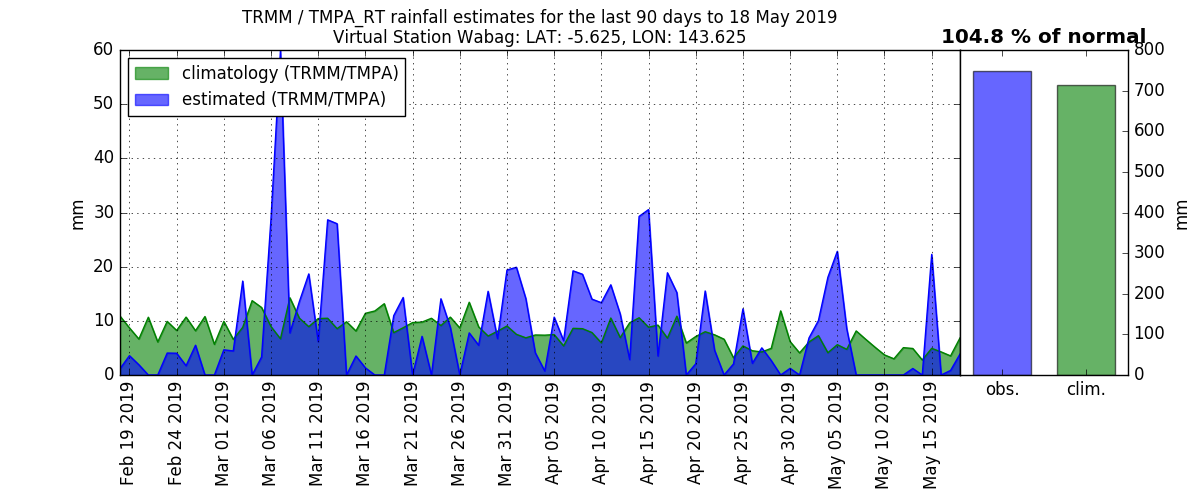 TRMM / TMPA_RT rainfall estimates for the last 90 days to 18 May 2019
Virtual Station Wabag: LAT: -5.625, LON: 143.625
104.8 % of normal
climatology (TRMM/TMPA)
estimated (TRMM/TMPA)
60
50
40
30
20
10
0
mm
Feb 19 2019
Feb 24 2019
Mar 01 2019
Mar 06 2019
Mar 11 2019
Mar 16 2019
Mar 21 2019
Mar 26 2019
Mar 31 2019
Apr 05 2019
Apr 10 2019
Apr 15 2019
Apr 20 2019
Apr 25 2019
Apr 30 2019
May 05 2019
May 10 2019
May 15 2019
obs.
clim.
800
700
600
500
400
300
200
100
0
mm